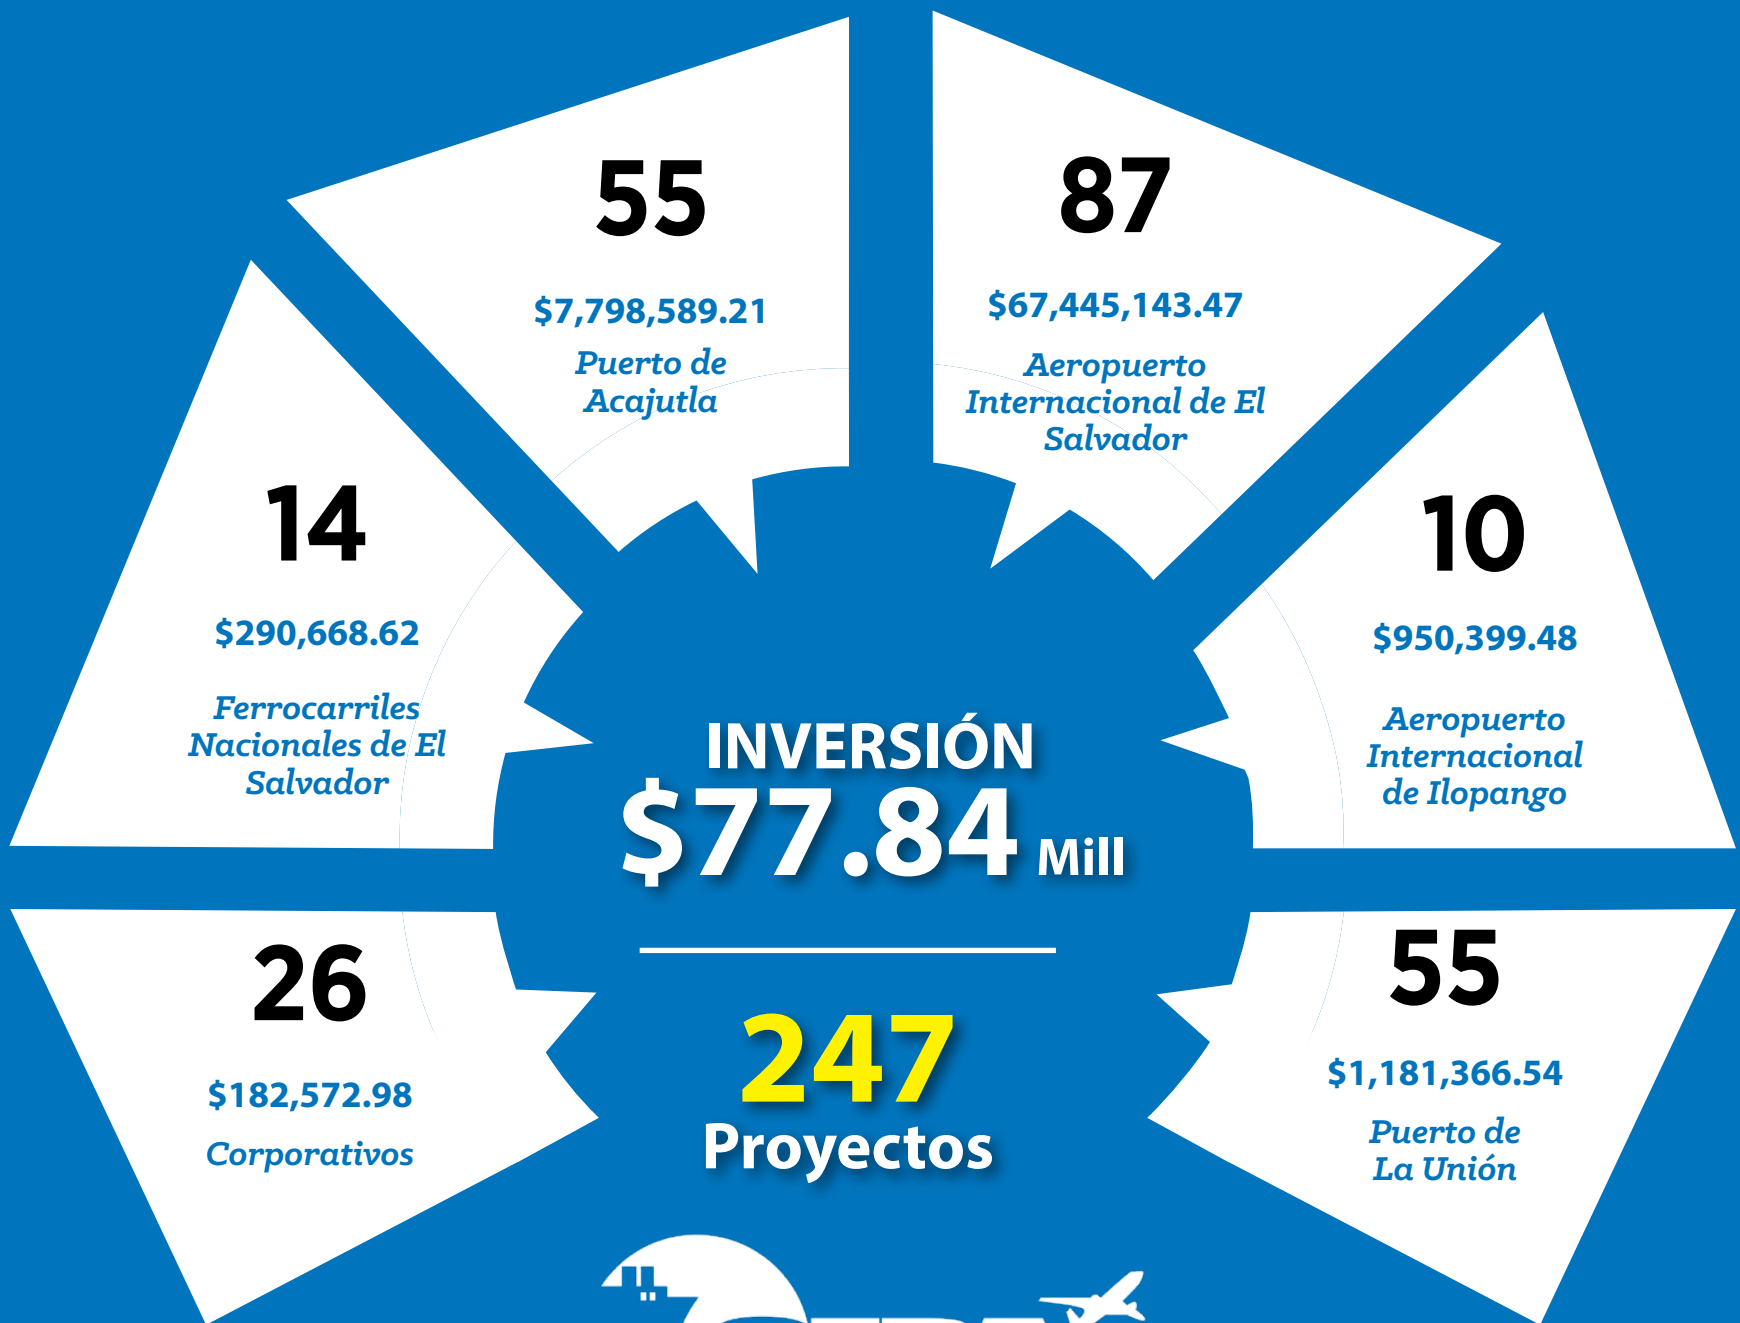 55
$7,798,589.21
Puerto de
Acajutla
87
$67,445,143.47
Aeropuerto
Internacional de El
Salvador
14
$290,668.62
Ferrocarriles
Nacionales de El
Salvador
10
$950,399.48
Aeropuerto
Internacional
de Ilopango
INVERSIÓN
$77.84 Mill
26
$182,572.98
Corporativos
55
$1,181,366.54
Puerto de
La Unión
247
Proyectos